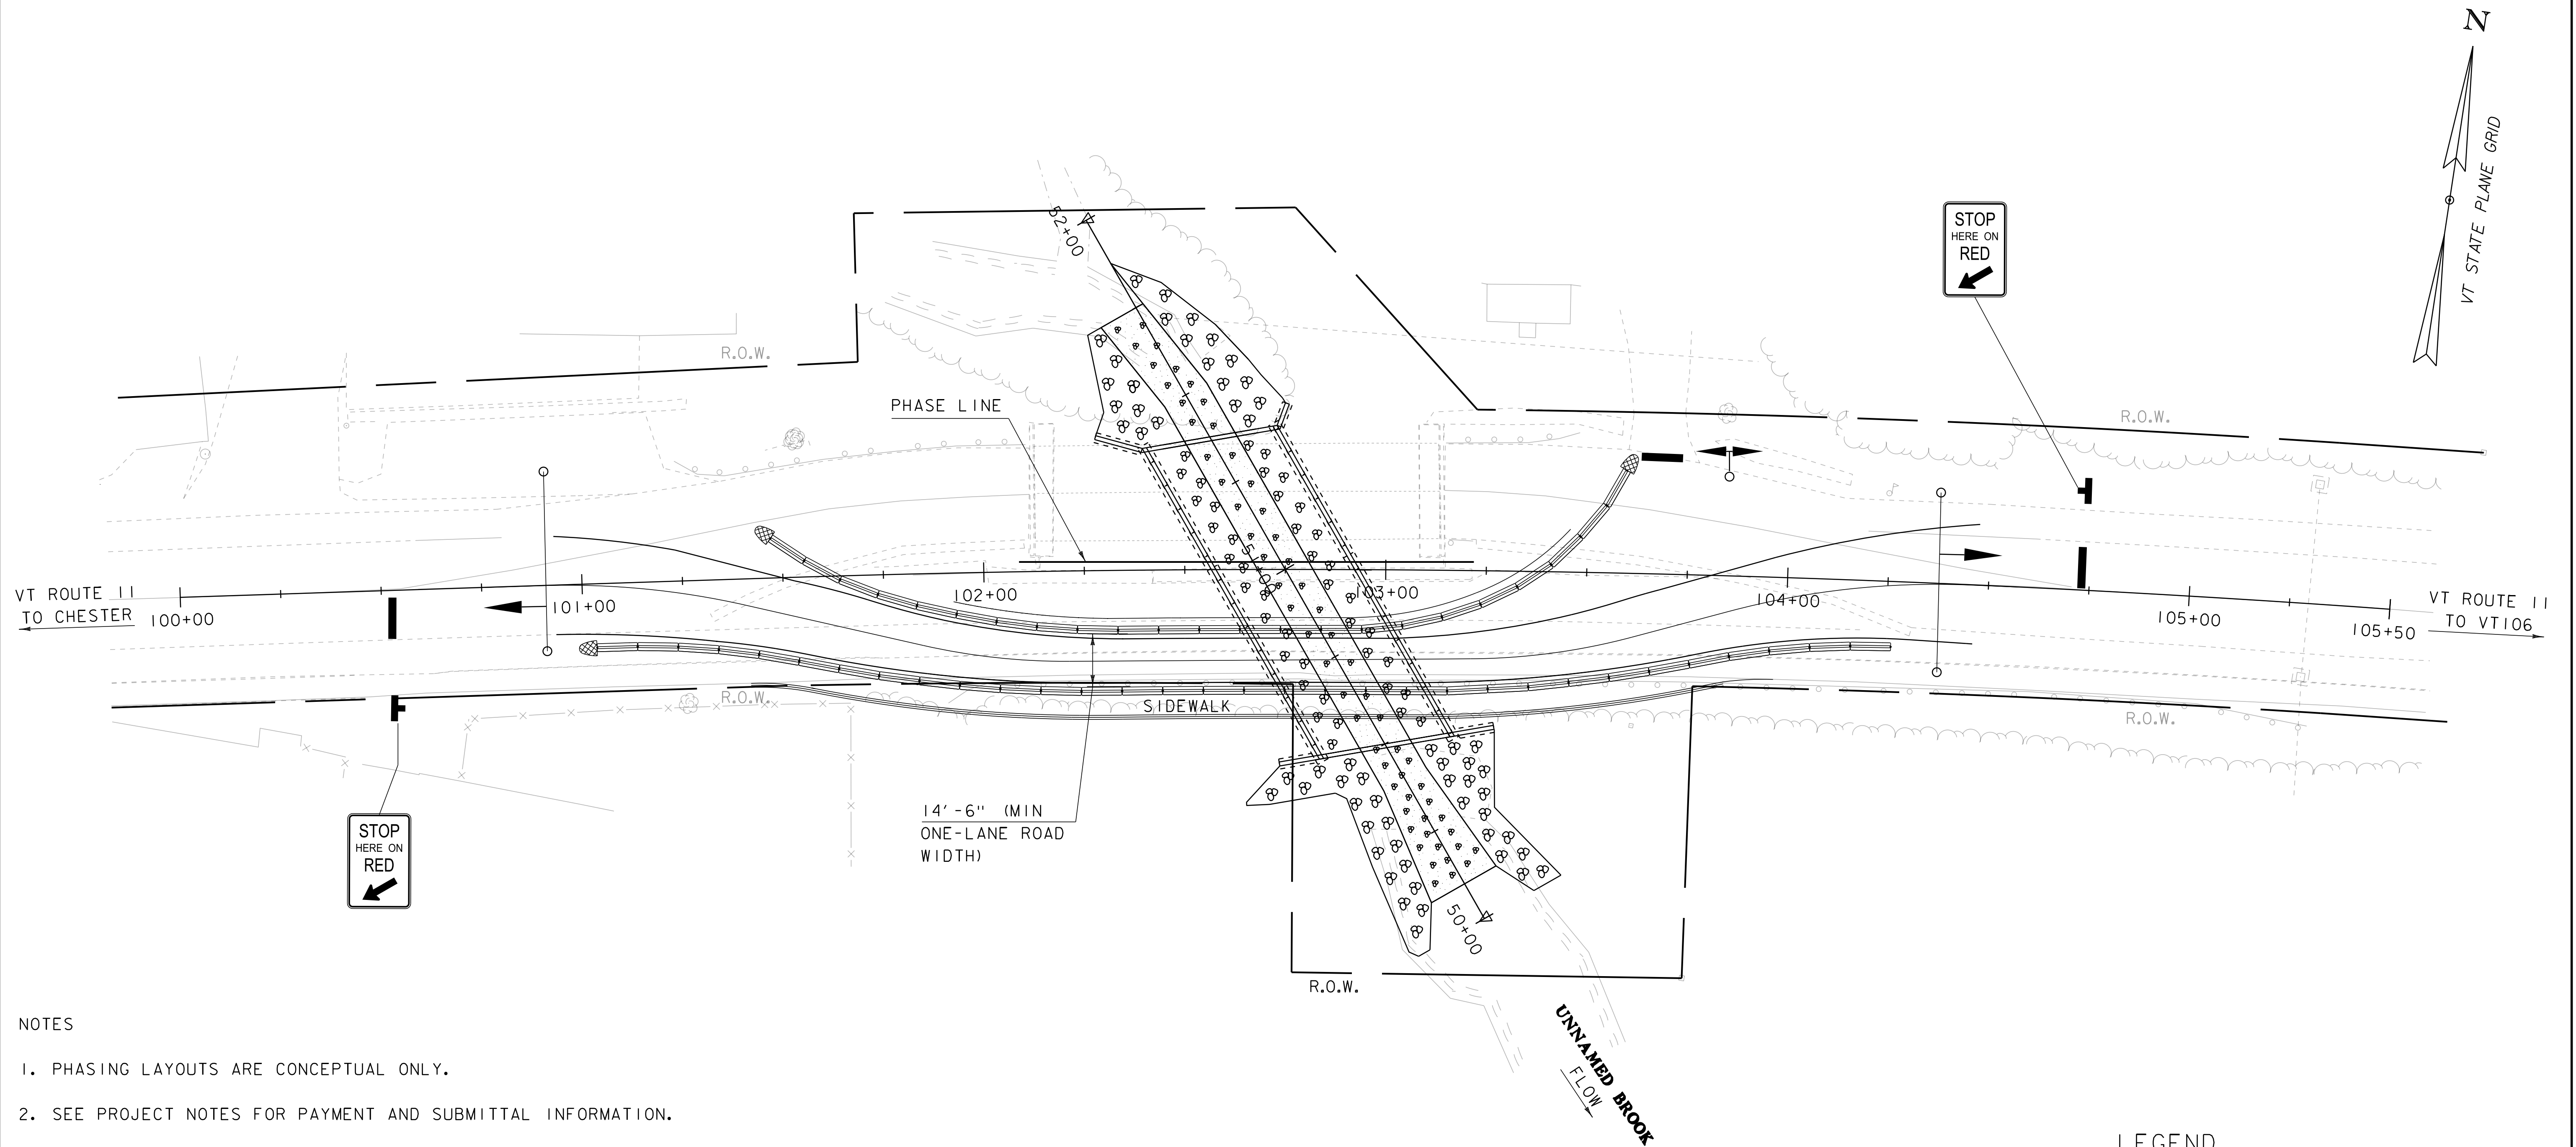 N
VT STATE PLANE GRID
STOP
HERE ON
RED
52+00
R.O.W.
PHASE LINE
R.O.W.
VT ROUTE 11
TO CHESTER
100+00
101+00
102+00
103+00
104+00
105+00
105+50
VT ROUTE 11
TO VT106
R.O.W.
SIDEWALK
R.O.W.
14'-6" (MIN
ONE-LANE ROAD
WIDTH)
STOP
HERE ON
RED
50+00
R.O.W.
UNNAMED BROOK
FLOW
NOTES
1. PHASING LAYOUTS ARE CONCEPTUAL ONLY.
2. SEE PROJECT NOTES FOR PAYMENT AND SUBMITTAL INFORMATION.
LEGEND